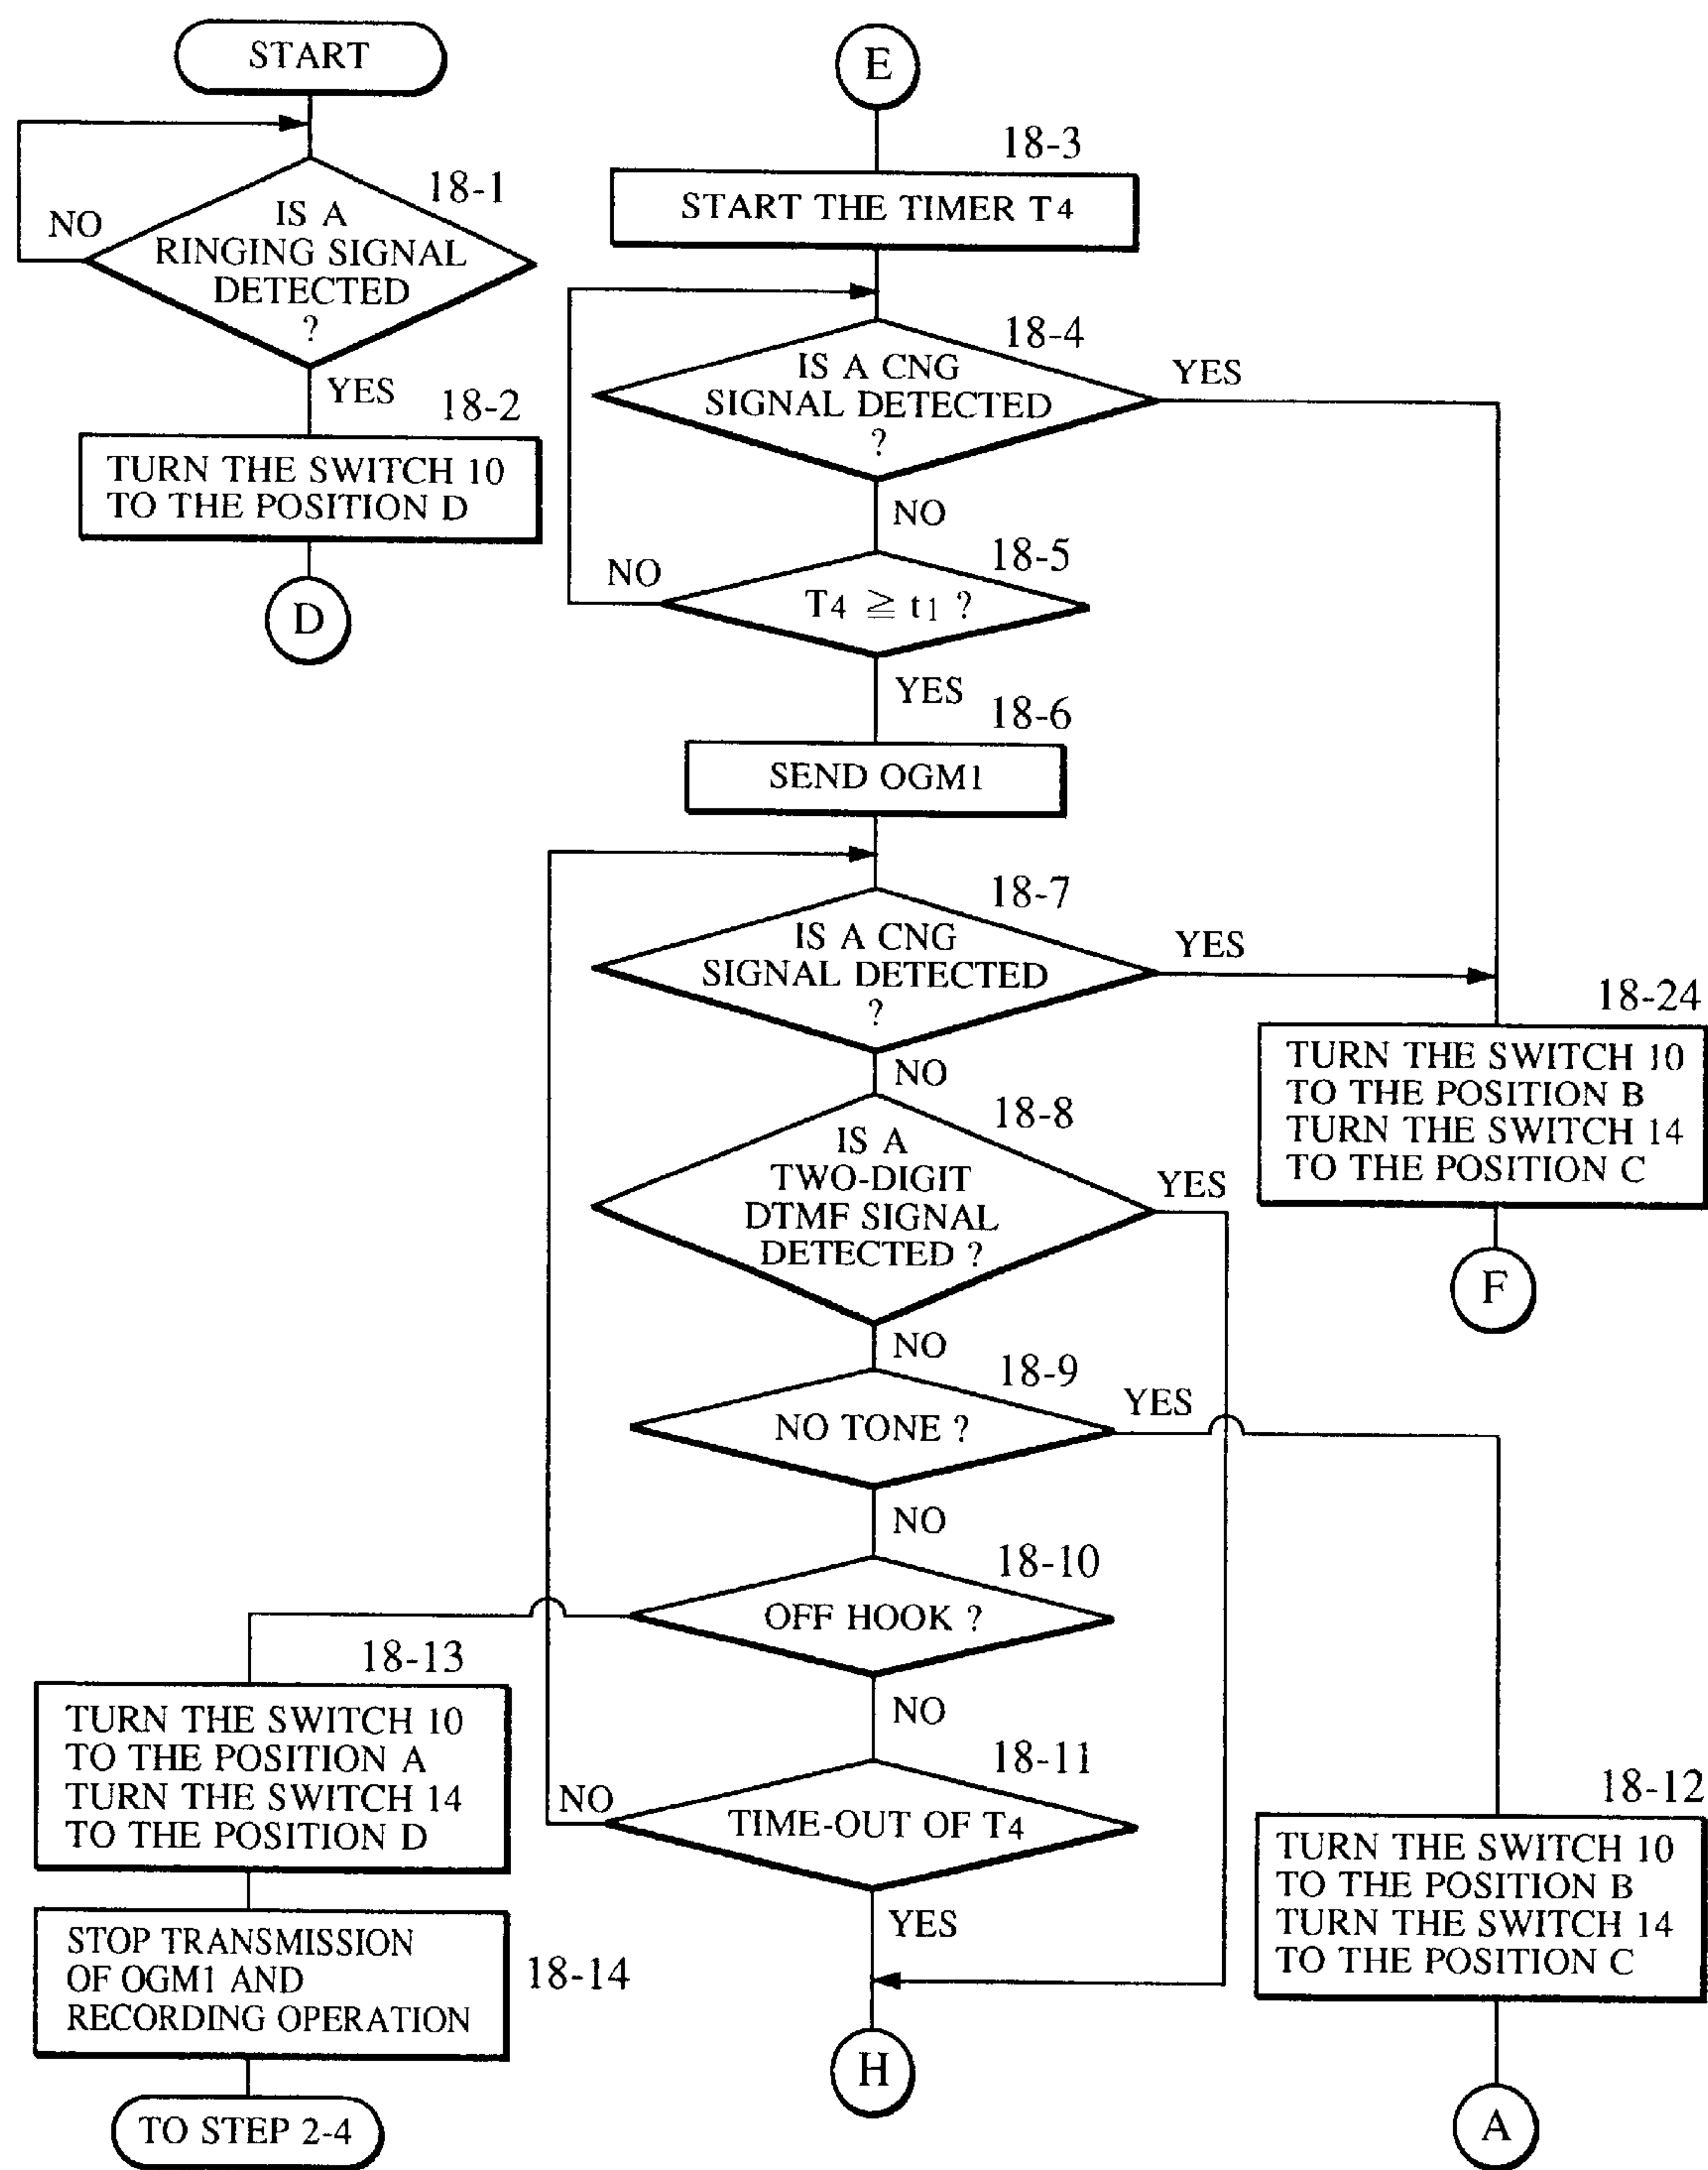 START
18-1
IS A
RINGING SIGNAL
DETECTED
?
NO
YES
18-2
TURN THE SWITCH 10
TO THE POSITION D
D
E
18-3
START THE TIMER T4
18-4
IS A CNG
SIGNAL DETECTED
?
YES
NO
18-5
NO
T4 ≧ t1 ?
YES
18-6
SEND OGM1
18-7
IS A CNG
SIGNAL DETECTED
?
YES
NO
18-24
TURN THE SWITCH 10
TO THE POSITION B
TURN THE SWITCH 14
TO THE POSITION C
F
18-8
IS A
TWO-DIGIT
DTMF SIGNAL
DETECTED ?
YES
NO
18-9
NO TONE ?
YES
NO
18-10
OFF HOOK ?
NO
18-11
TIME-OUT OF T4
NO
YES
H
18-13
TURN THE SWITCH 10
TO THE POSITION A
TURN THE SWITCH 14
TO THE POSITION D
STOP TRANSMISSION
OF OGM1 AND
RECORDING OPERATION
18-14
TO STEP 2-4
18-12
TURN THE SWITCH 10
TO THE POSITION B
TURN THE SWITCH 14
TO THE POSITION C
A